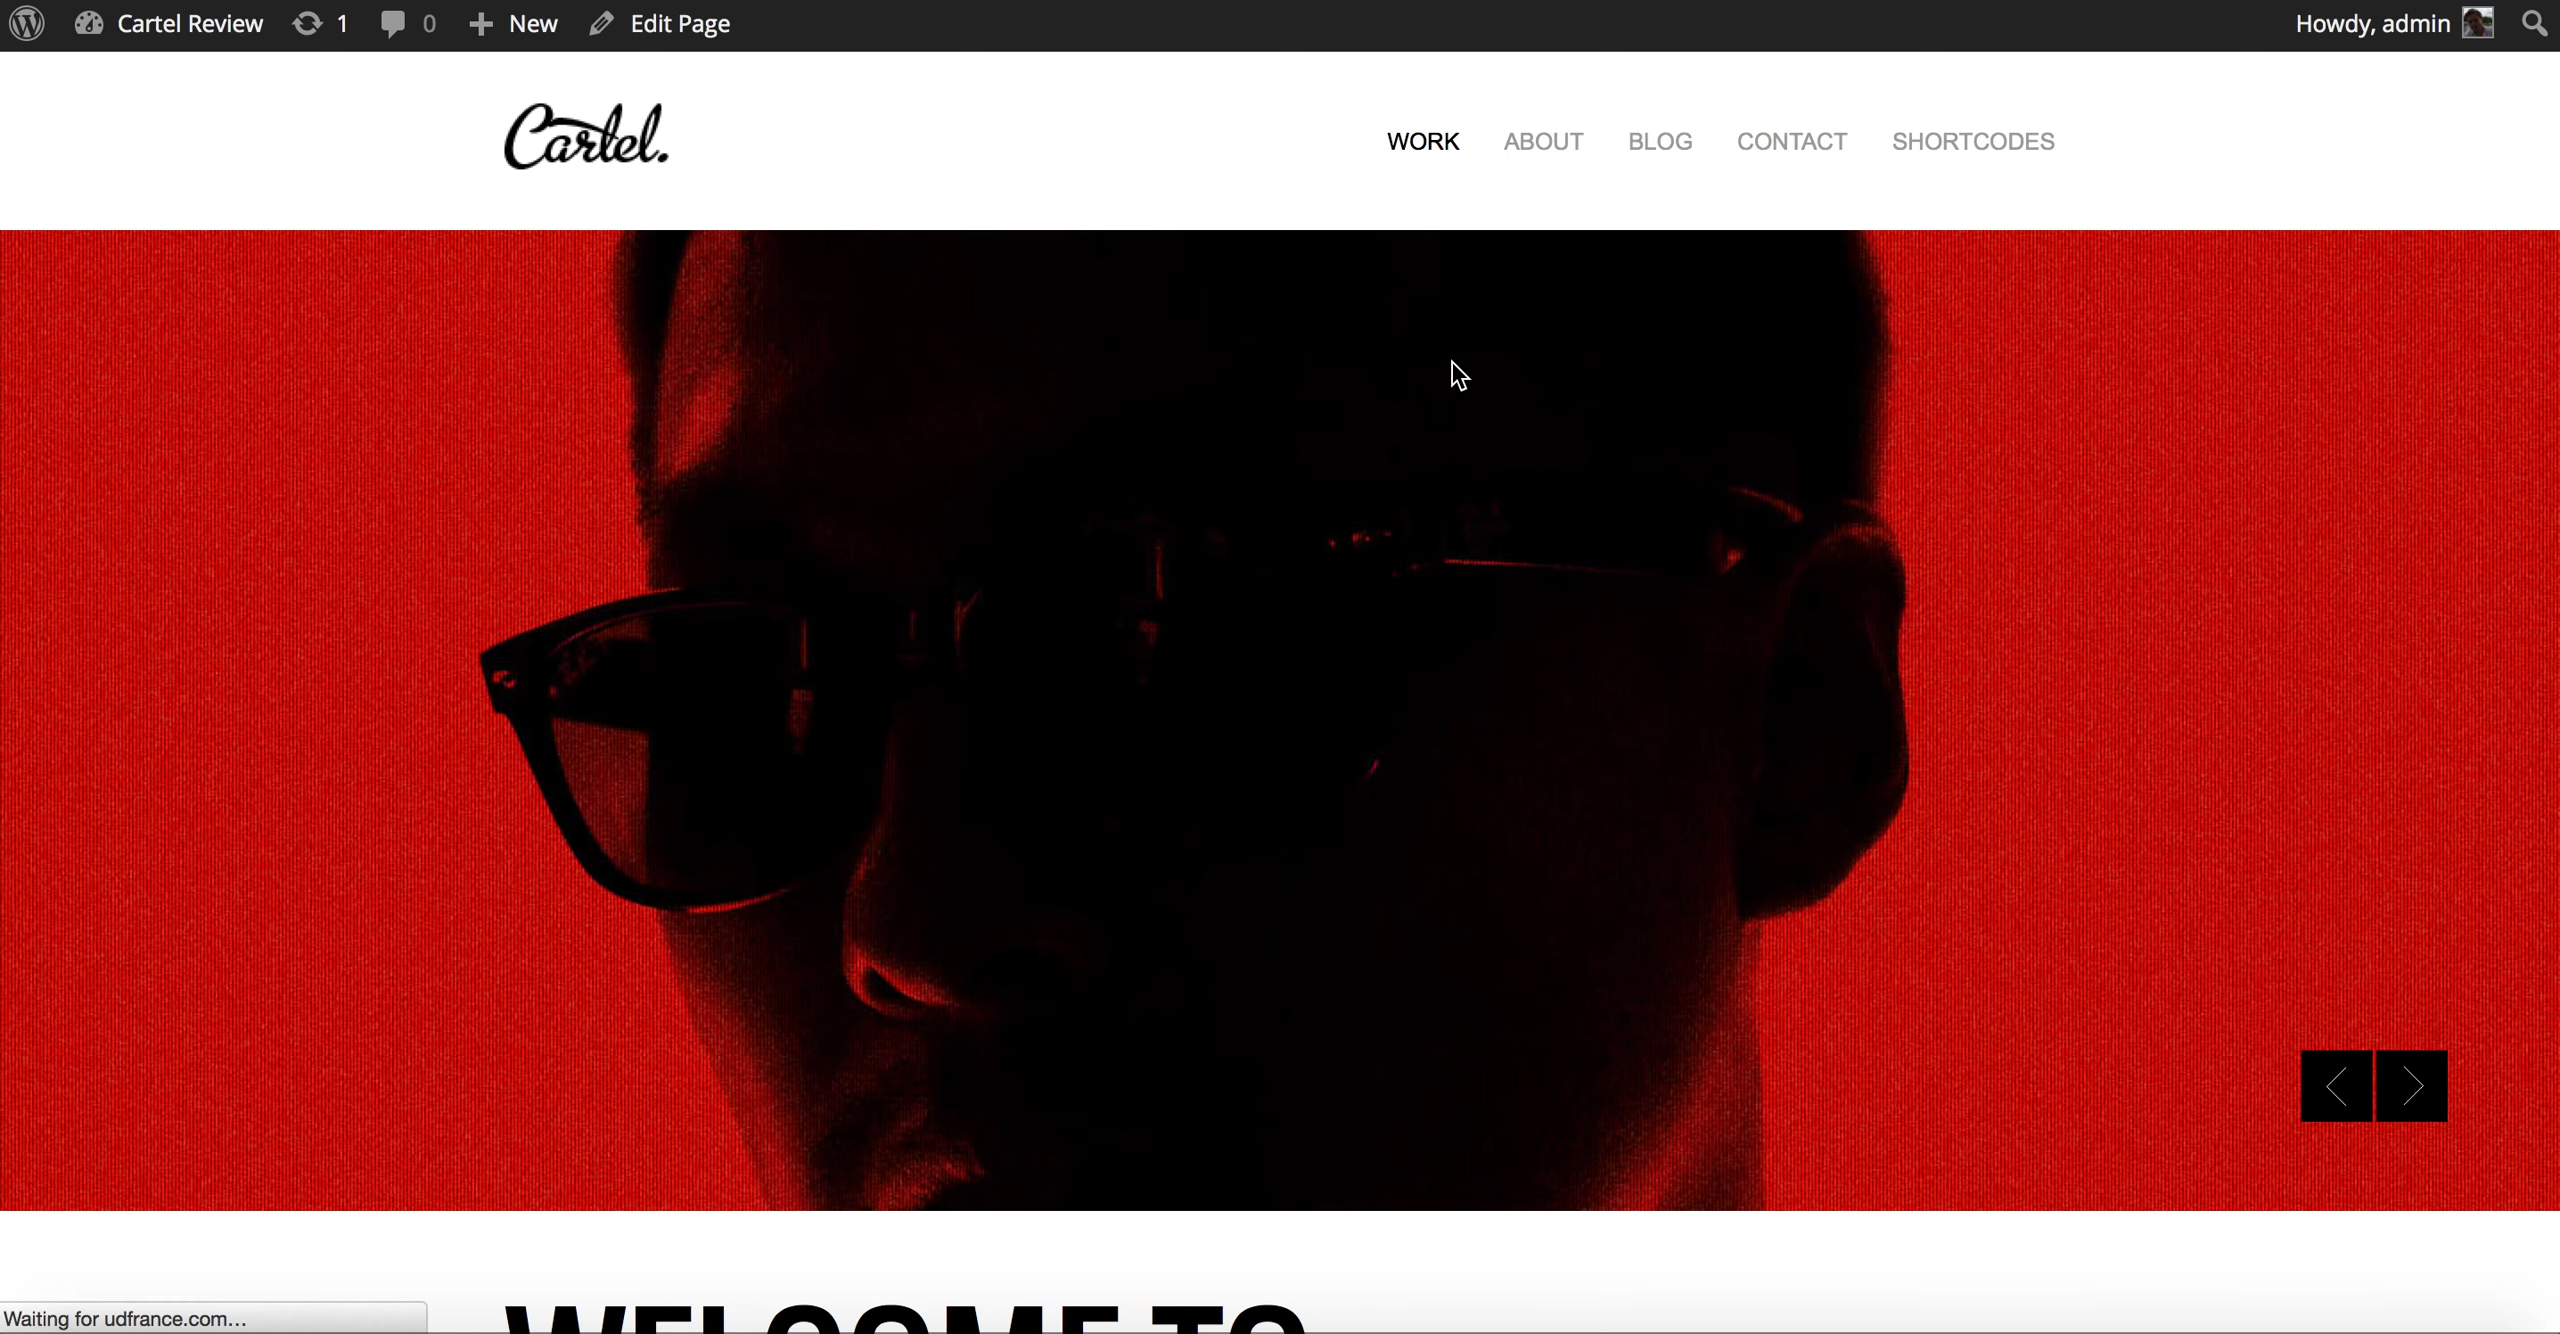 Cartel Review 1 0 New Edit Page Howdy, admin
Cartel.
WORK ABOUT BLOG CONTACT SHORTCODES
WELCOME TO
Waiting for udfrance.com...